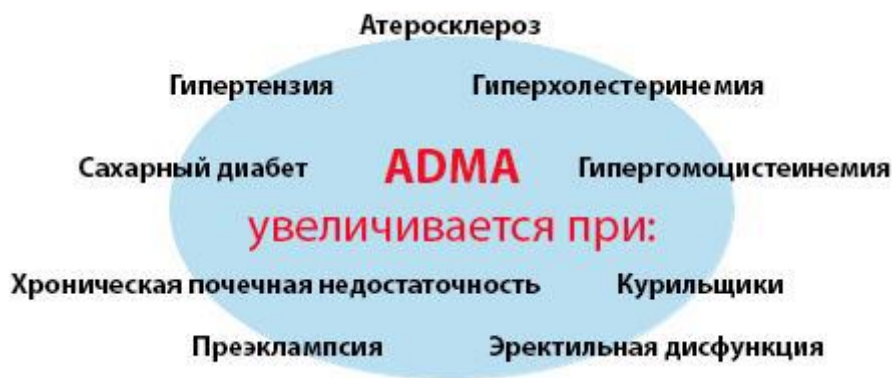 Атеросклероз
Гипертензия Гиперхолестеринемия
Сахарный диабет ADMA Гипергомоцистеинемия
увеличивается при:
Хроническая почечная недостаточность Курильщики
Преэклампсия Эректильная дисфункция